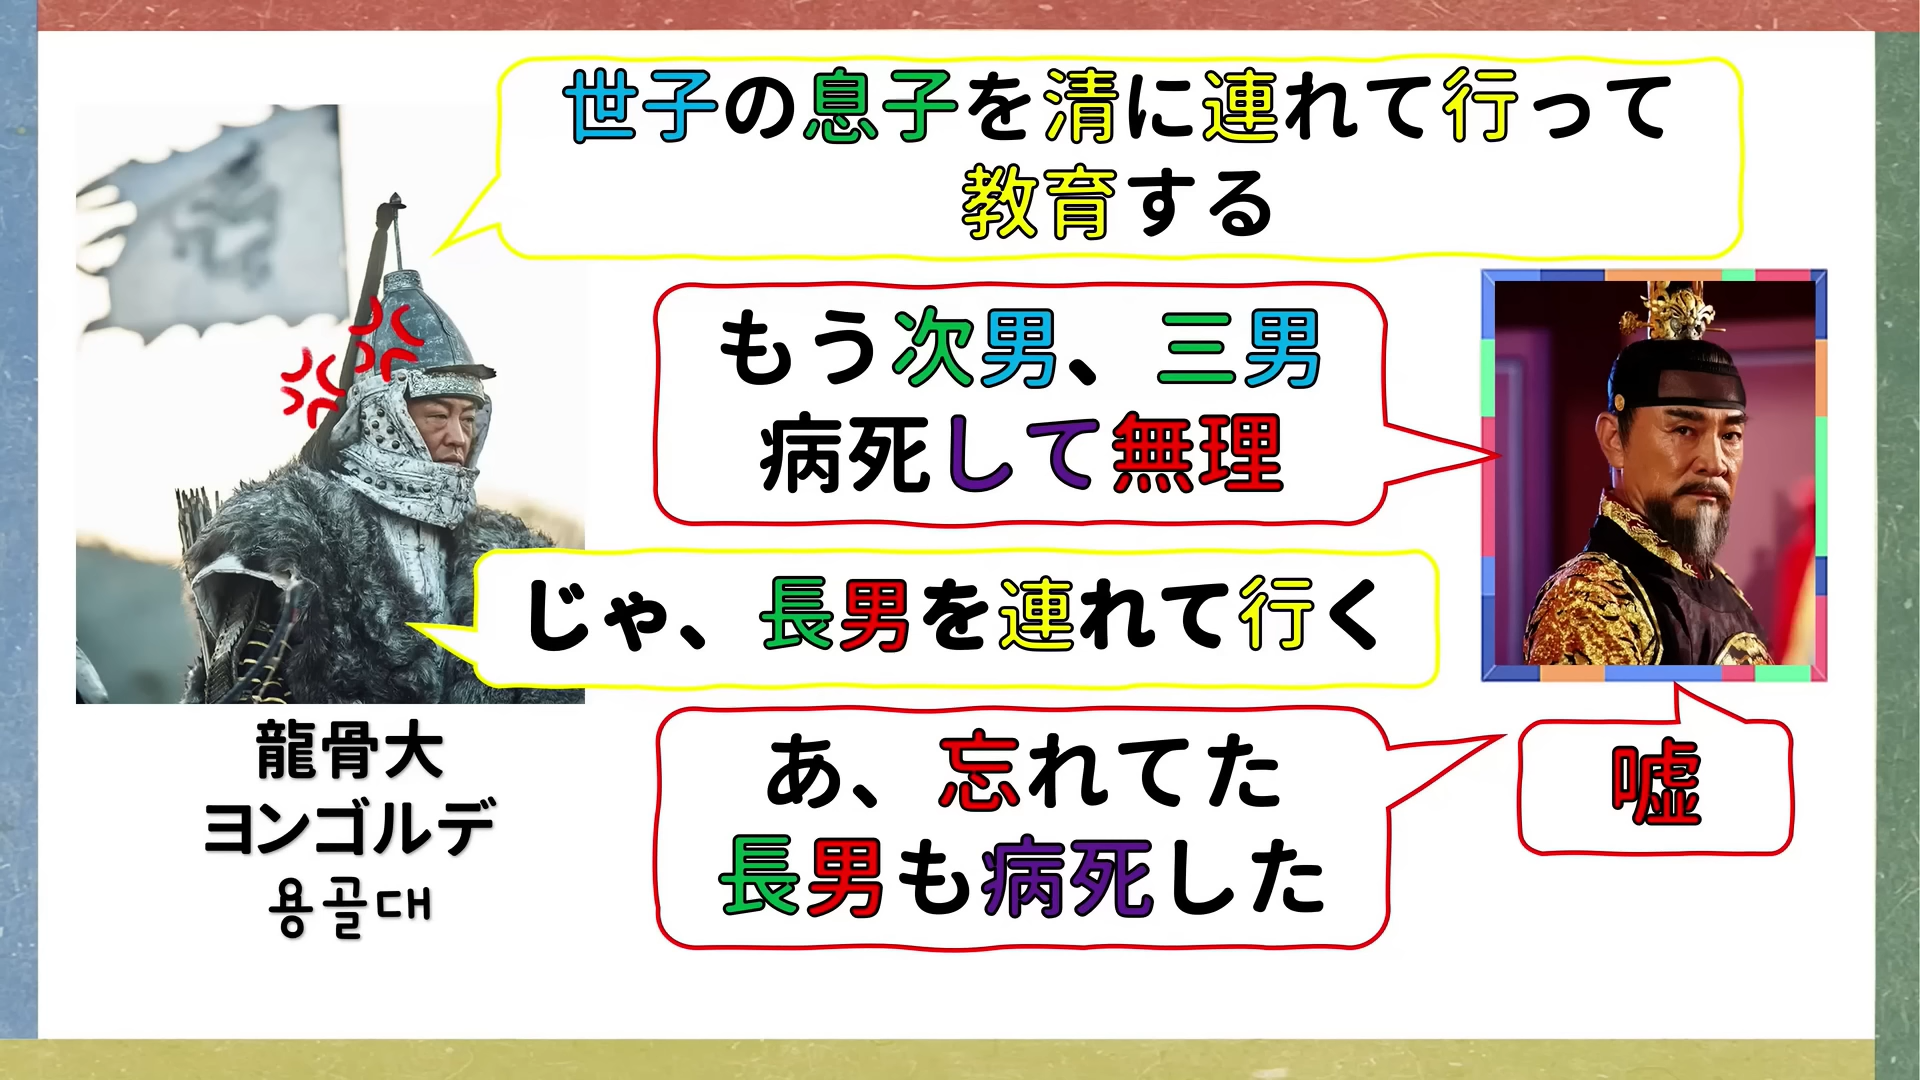 世子の息子を清に連れて行って
教育する
もう次男、三男
病死して無理
じゃ、長男を連れて行く
あ、忘れてた
長男も病死した
嘘
龍骨大
ヨンゴルデ
용골대